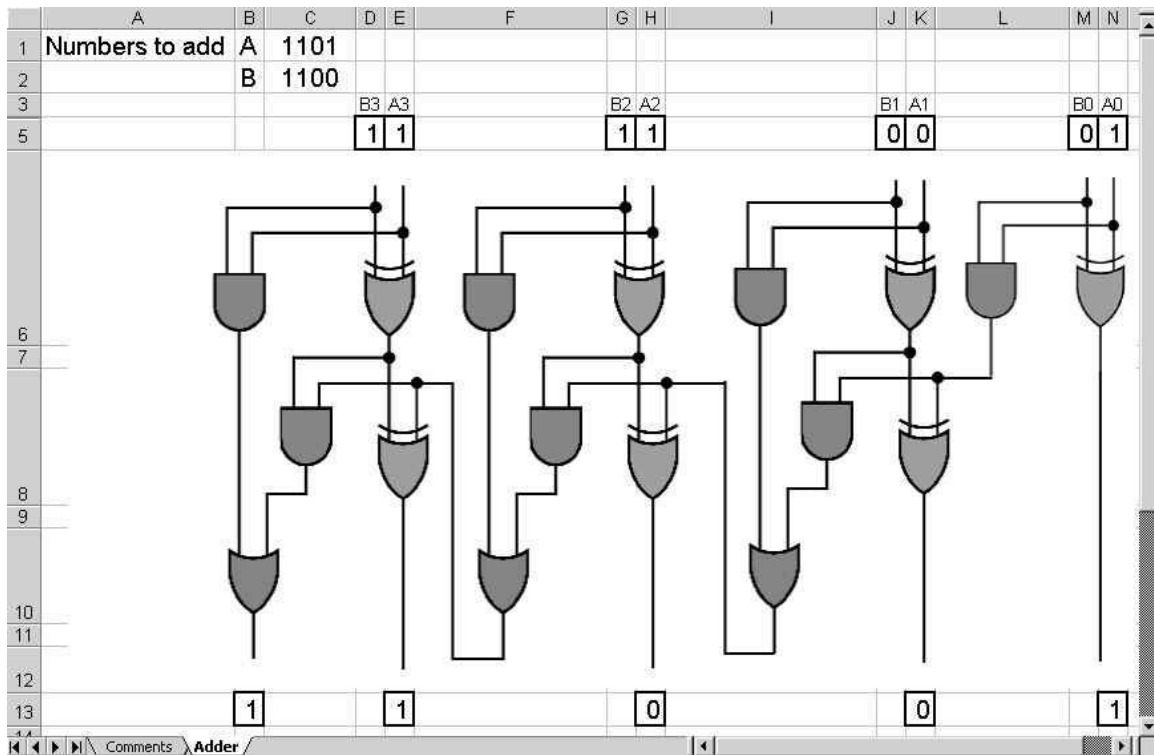 A B C D E F G H I J K L M N
1 Numbers to add A 1101
2 B 1100
3 B3 A3 B2 A2 B1 A1 B0 A0
5 1 1 1 1 0 0 0 1
6
7
8
9
10
11
12
13 1 1 0 0 1
14
Comments Adder